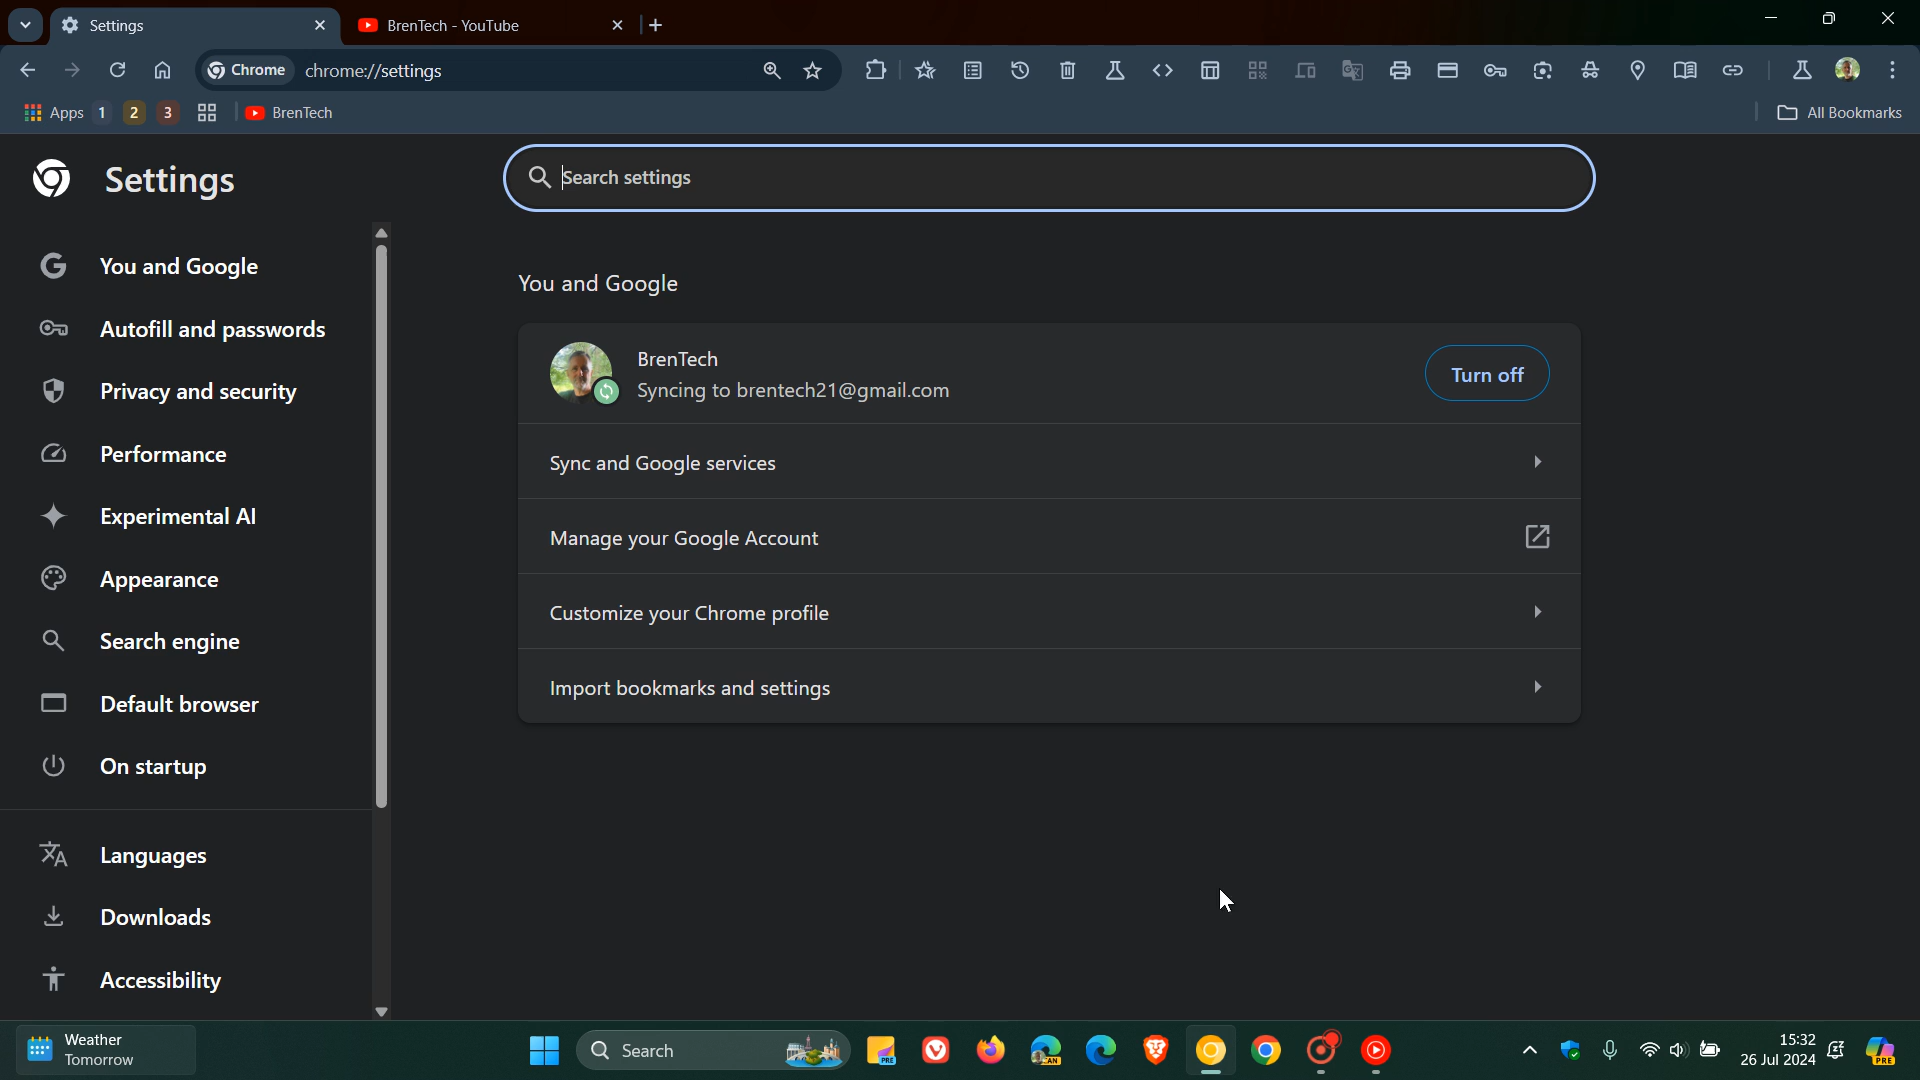 Settings
BrenTech - YouTube
Chrome
chrome://settings
Apps
1
2
3
BrenTech
All Bookmarks
Settings
Search settings
You and Google
Autofill and passwords
Privacy and security
Performance
Experimental AI
Appearance
Search engine
Default browser
On startup
Languages
Downloads
Accessibility
You and Google
BrenTech
Syncing to brentech21@gmail.com
Turn off
Sync and Google services
Manage your Google Account
Customize your Chrome profile
Import bookmarks and settings
Weather
Tomorrow
Search
PRE
CAN
15:32
26 Jul 2024
PRE